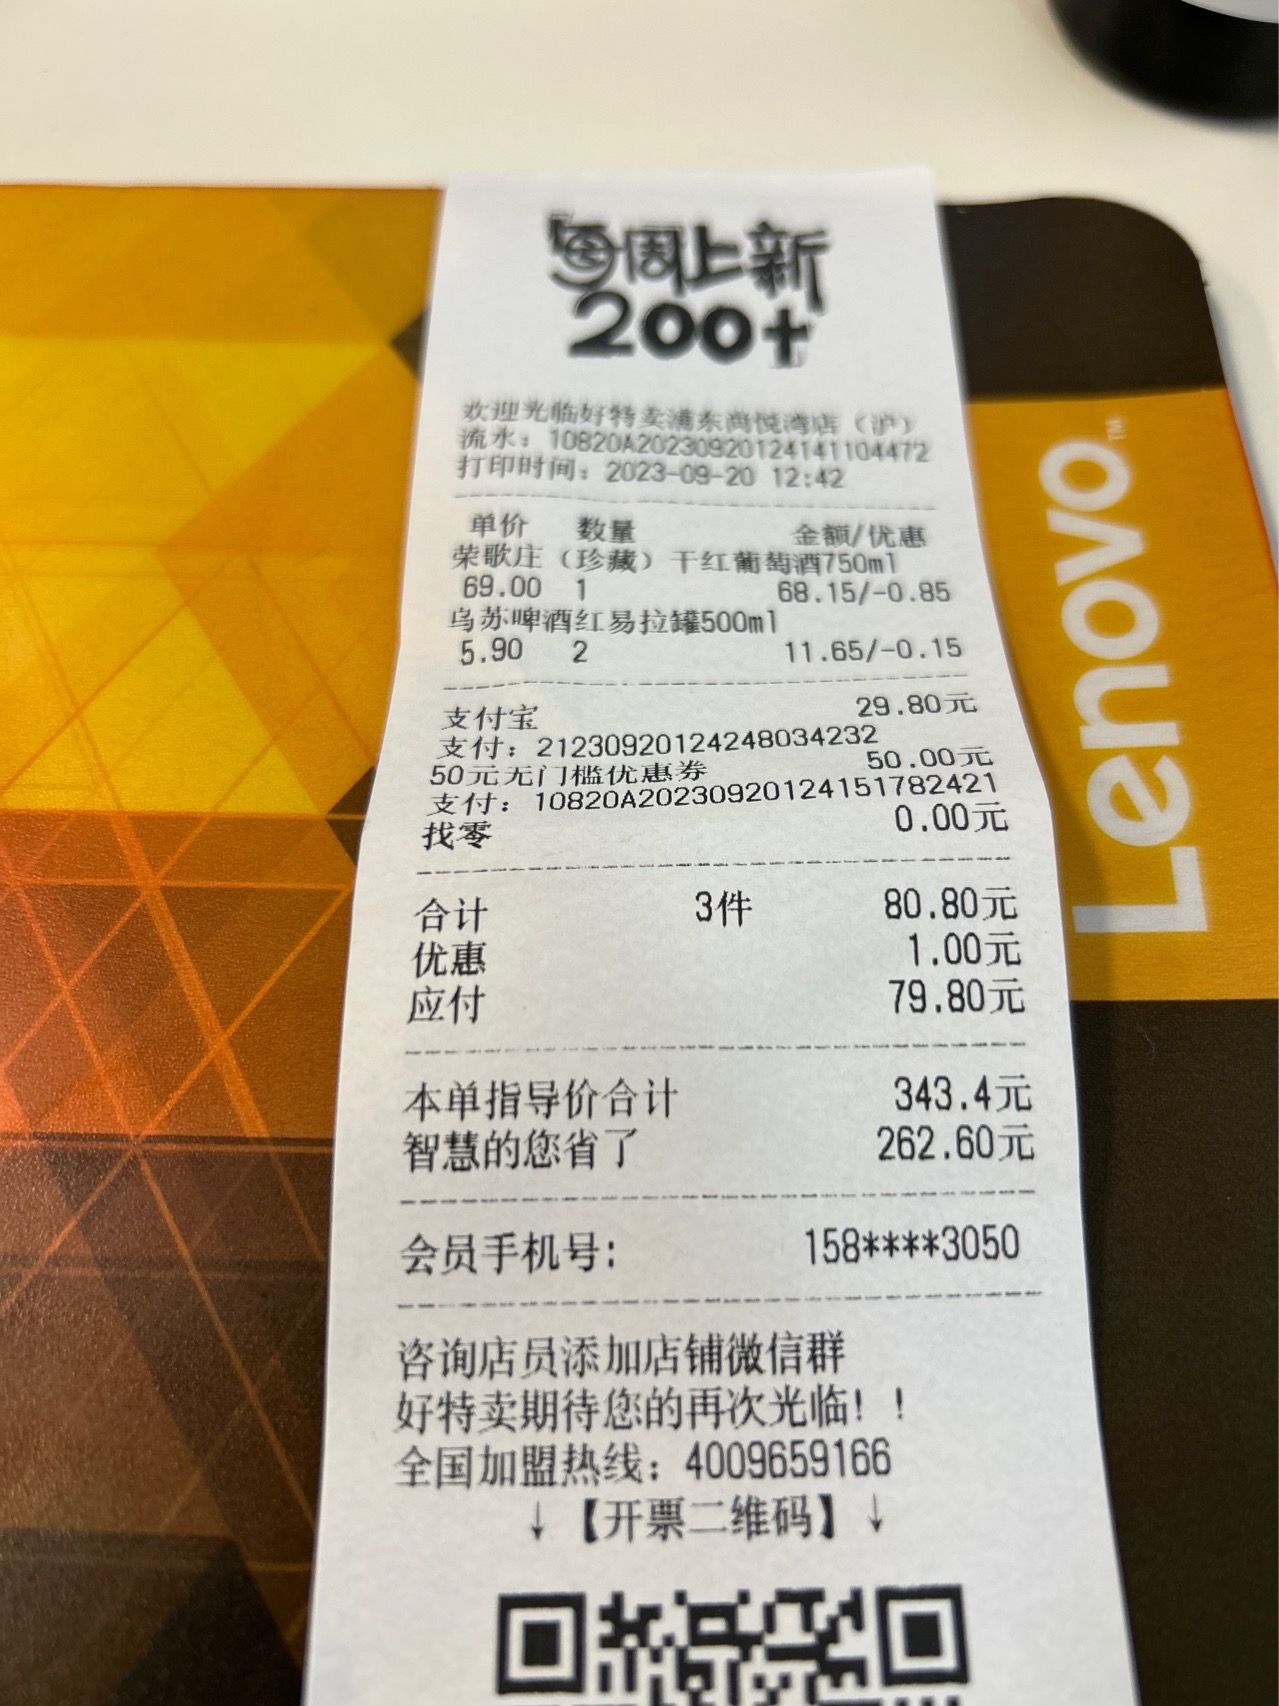 每周上新
200+
欢迎光临好特卖浦东尚悦湾店（沪）
流水：10820A202309201241411044​72
打印时间：2023-09-20 12:42
单价 数量 金额/优惠
荣歌庄（珍藏）干红葡萄酒750ml
69.00 1 68.15/-0.85
乌苏啤酒红易拉罐500ml
5.90 2 11.65/-0.15
支付宝 29.80元
支付：212309201242480342​32
50元无门槛优惠券 50.00元
支付：10820A20230920124151782421
找零 0.00元
合计 3件 80.80元
优惠 1.00元
应付 79.80元
本单指导价合计 343.4元
智慧的您省了 262.60元
会员手机号: 158****3050
咨询店员添加店铺微信群
好特卖期待您的再次光临！！
全国加盟热线：4009659166
↓【开票二维码】↓
Lenovo™